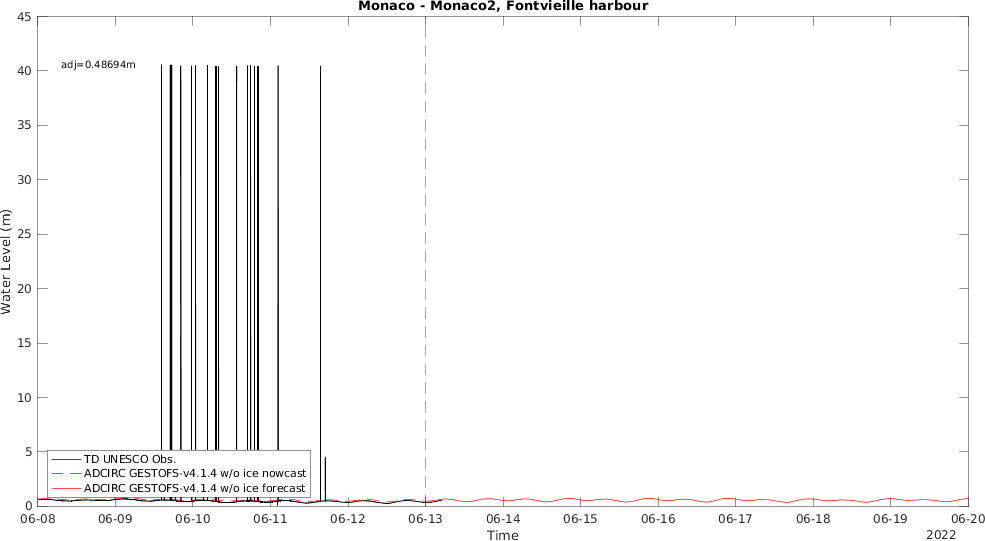 Monaco - Monaco2, Fontvieille harbour
adj=0.48694m
45
40
35
30
25
20
15
10
5
0
Water Level (m)
TD UNESCO Obs.
ADCIRC GESTOFS-v4.1.4 w/o ice nowcast
ADCIRC GESTOFS-v4.1.4 w/o ice forecast
06-08 06-09 06-10 06-11 06-12 06-13 06-14 06-15 06-16 06-17 06-18 06-19 06-20
Time
2022